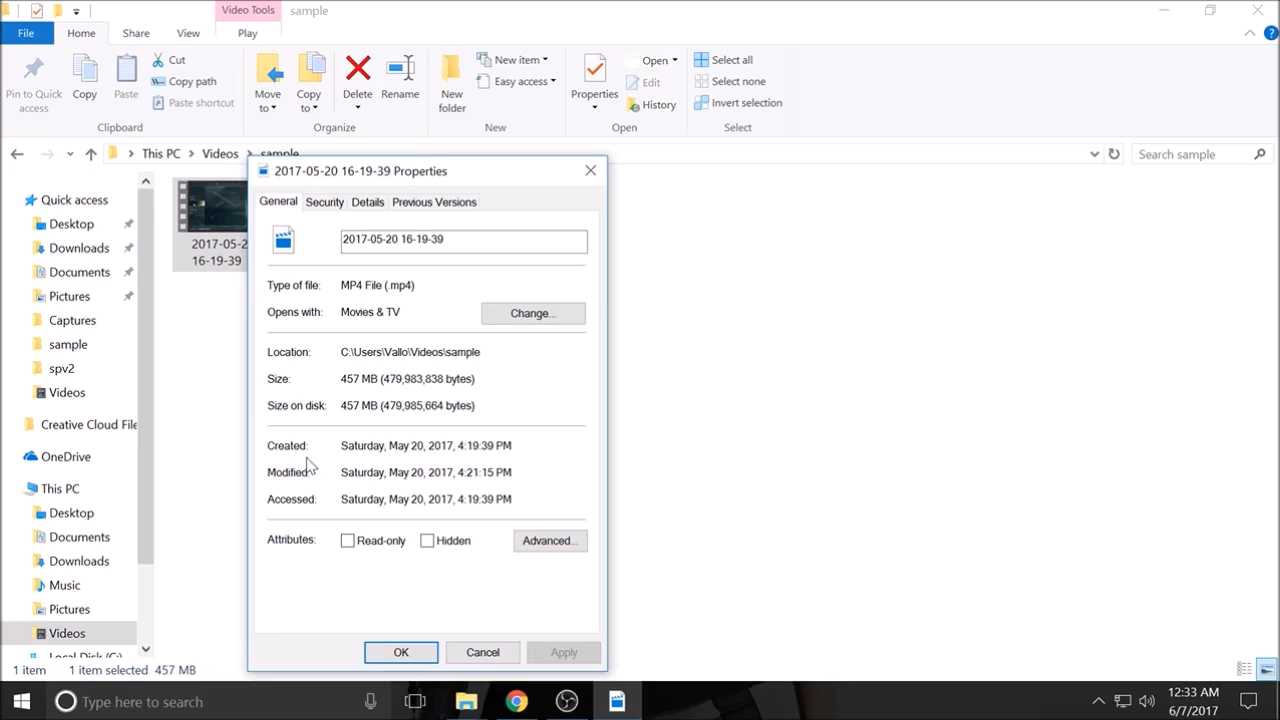 Video Tools
sample
File
Home
Share
View
Play
Pin to Quick access
Copy
Paste
Cut
Copy path
Paste shortcut
Clipboard
Move to
Copy to
Delete
Rename
Organize
New folder
New item
Easy access
New
Properties
Open
Edit
History
Open
Select all
Select none
Invert selection
Select
This PC
Videos
sample
Search sample
Quick access
Desktop
Downloads
Documents
Pictures
Captures
sample
spv2
Videos
Creative Cloud File
OneDrive
This PC
Desktop
Documents
Downloads
Music
Pictures
Videos
Local Disk (C:)
2017-05-2
16-19-39
2017-05-20 16-19-39 Properties
General Security Details Previous Versions
2017-05-20 16-19-39
Type of file: MP4 File (.mp4)
Opens with: Movies & TV Change...
Location: C:\Users\Vallo\Videos\sample
Size: 457 MB (479,983,838 bytes)
Size on disk: 457 MB (479,985,664 bytes)
Created: Saturday, May 20, 2017, 4:19:39 PM
Modified: Saturday, May 20, 2017, 4:21:15 PM
Accessed: Saturday, May 20, 2017, 4:19:39 PM
Attributes: Read-only Hidden Advanced...
OK Cancel Apply
1 item 1 item selected 457 MB
Type here to search
12:33 AM
6/7/2017